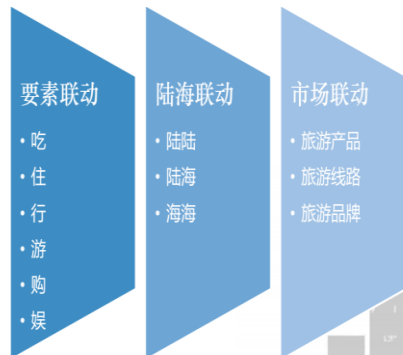 要素联动
• 吃
• 住
• 行
• 游
• 购
• 娱
陆海联动
• 陆陆
• 陆海
• 海海
市场联动
• 旅游产品
• 旅游线路
• 旅游品牌